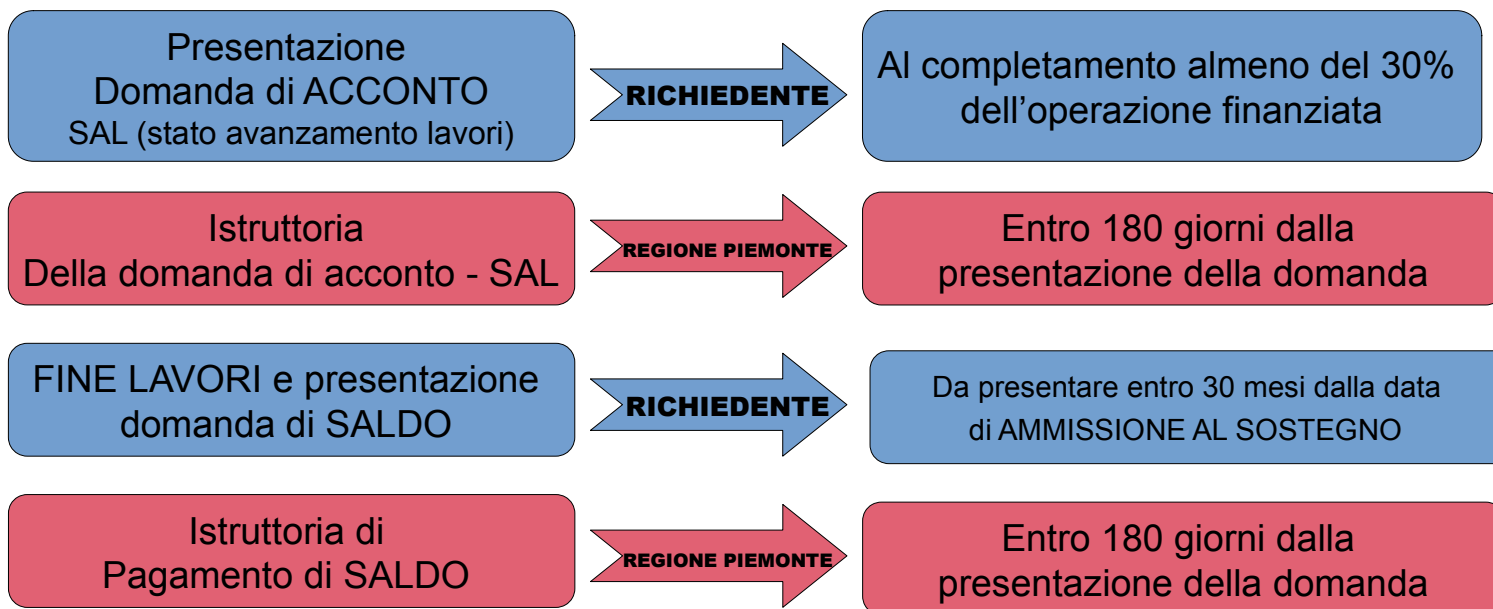 Presentazione
Domanda di ACCONTO
SAL (stato avanzamento lavori)
RICHIEDENTE
Al completamento almeno del 30%
dell’operazione finanziata
Istruttoria
Della domanda di acconto - SAL
REGIONE PIEMONTE
Entro 180 giorni dalla
presentazione della domanda
FINE LAVORI e presentazione
domanda di SALDO
RICHIEDENTE
Da presentare entro 30 mesi dalla data
di AMMISSIONE AL SOSTEGNO
Istruttoria di
Pagamento di SALDO
REGIONE PIEMONTE
Entro 180 giorni dalla
presentazione della domanda